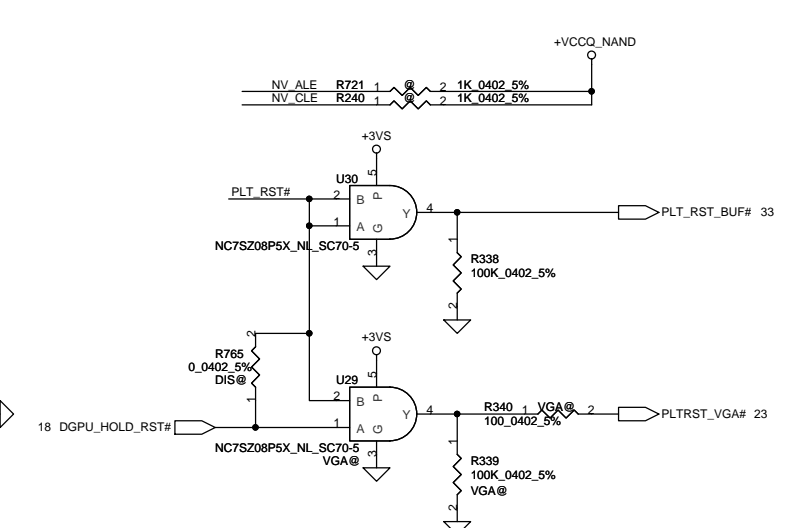 +VCCQ_NAND
NV_ALE R721 1 @ 2 1K_0402_5%
NV_CLE R240 1 @ 2 1K_0402_5%
+3VS
U30
5
PLT_RST# 2 B P
Y 4 PLT_RST_BUF# 33
1 A G
NC7SZ08P5X_NL_SC70-5
3
1
R338
100K_0402_5%
2
+3VS
2
R765
0_0402_5%
DIS@
1
U29
5
2 B P
Y 4 R340 1 VGA@ 2 PLTRST_VGA# 23
100_0402_5%
18 DGPU_HOLD_RST# 1 A G
NC7SZ08P5X_NL_SC70-5
VGA@
3
1
R339
100K_0402_5%
VGA@
2